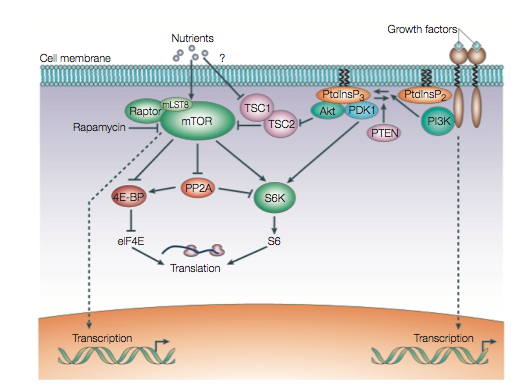 Nutrients
Growth factors
Cell membrane
?
PtdInsP3
PtdInsP2
mLST8
Raptor
TSC1
Akt
PDK1
Rapamycin
mTOR
TSC2
PI3K
PTEN
PP2A
4E-BP
S6K
eIF4E
S6
Translation
Transcription
Transcription